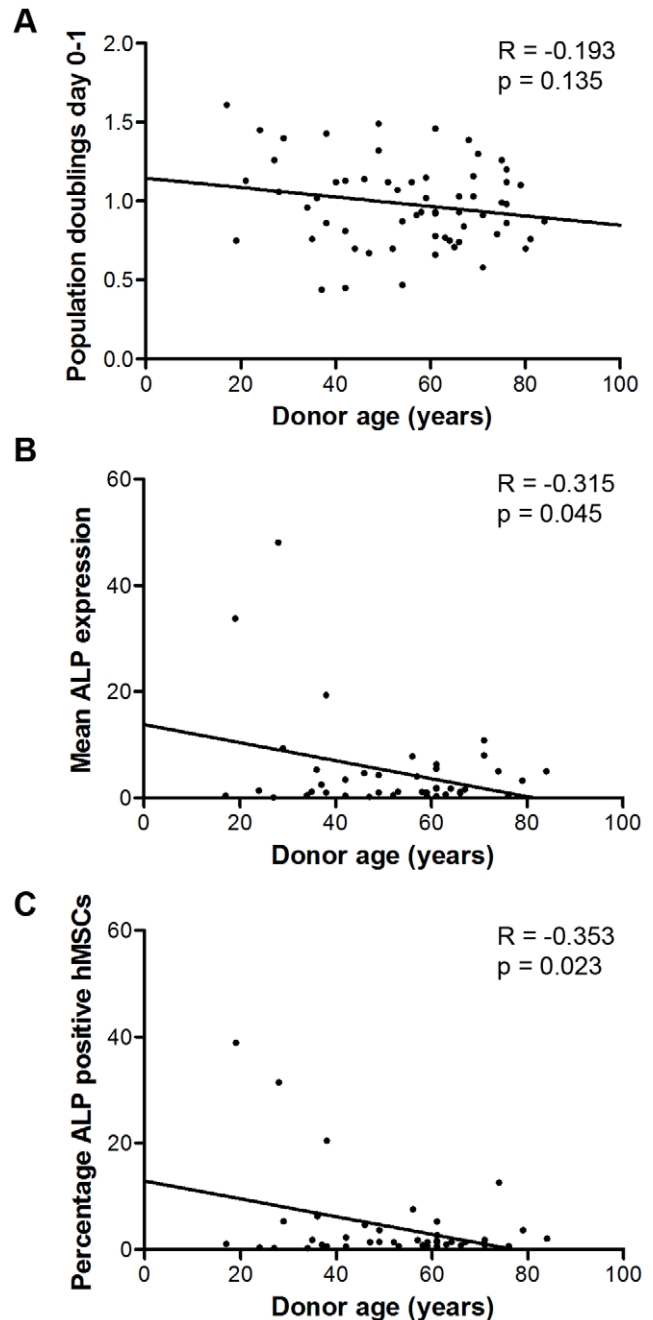 A
R = -0.193
p = 0.135
Population doublings day 0-1
2.0
1.5
1.0
0.5
0.0
0 20 40 60 80 100
Donor age (years)
B
R = -0.315
p = 0.045
Mean ALP expression
60
40
20
0
0 20 40 60 80 100
Donor age (years)
C
R = -0.353
p = 0.023
Percentage ALP positive hMSCs
60
40
20
0
0 20 40 60 80 100
Donor age (years)